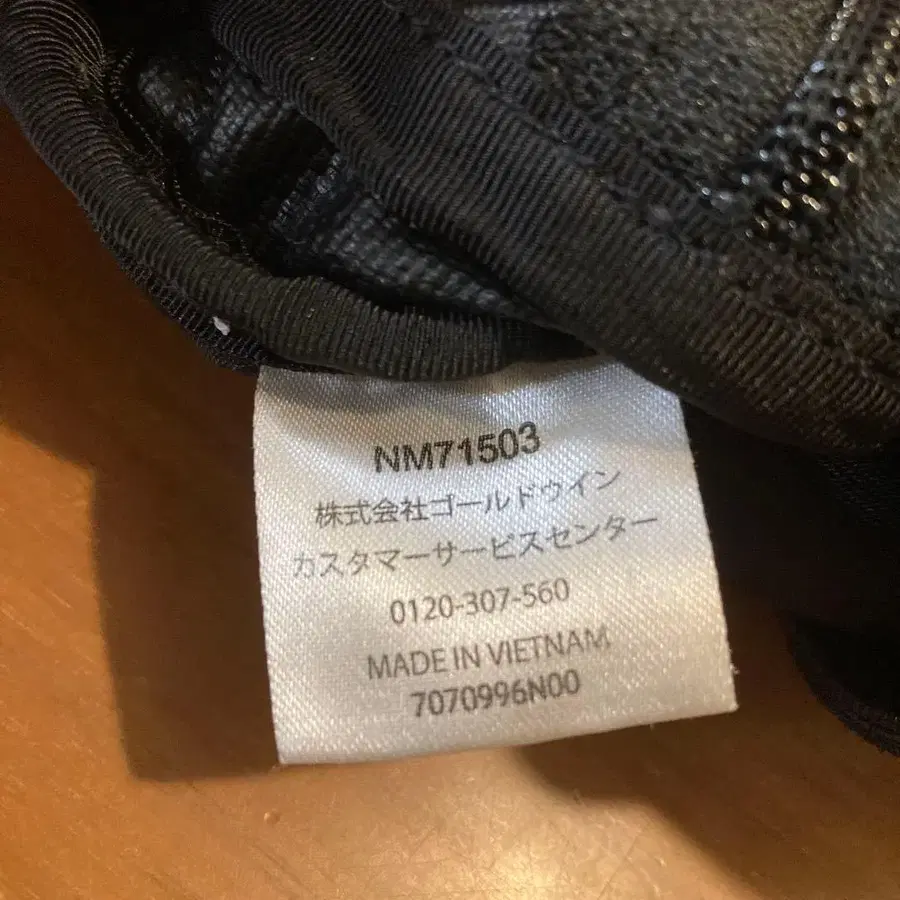 NM71503
株式会社ゴールドウイン
カスタマーサービスセンター
0120-307-560
MADE IN VIETNAM
7070996N00